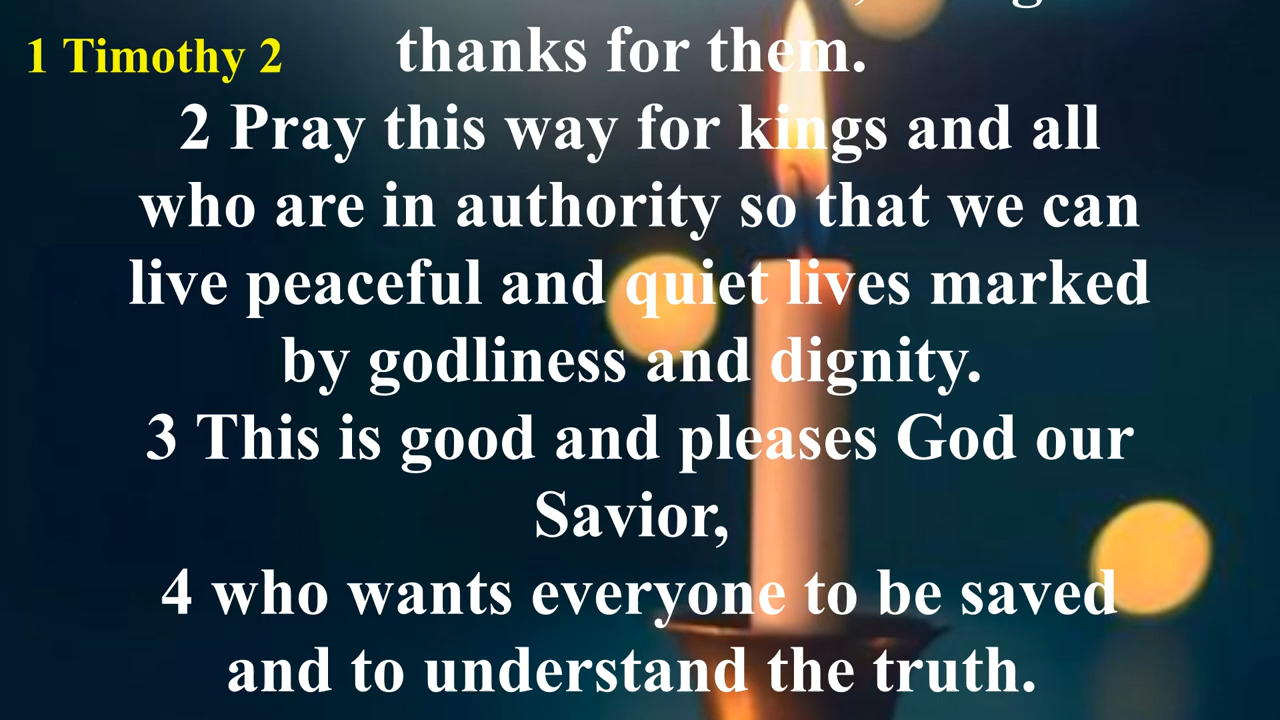 1 Timothy 2
thanks for them.
2 Pray this way for kings and all
who are in authority so that we can
live peaceful and quiet lives marked
by godliness and dignity.
3 This is good and pleases God our
Savior,
4 who wants everyone to be saved
and to understand the truth.